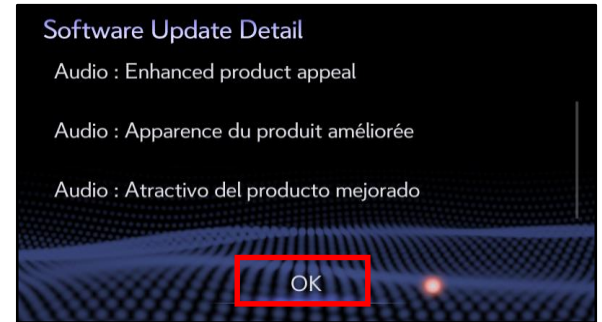 Software Update Detail
Audio : Enhanced product appeal
Audio : Apparence du produit améliorée
Audio : Atractivo del producto mejorado
OK